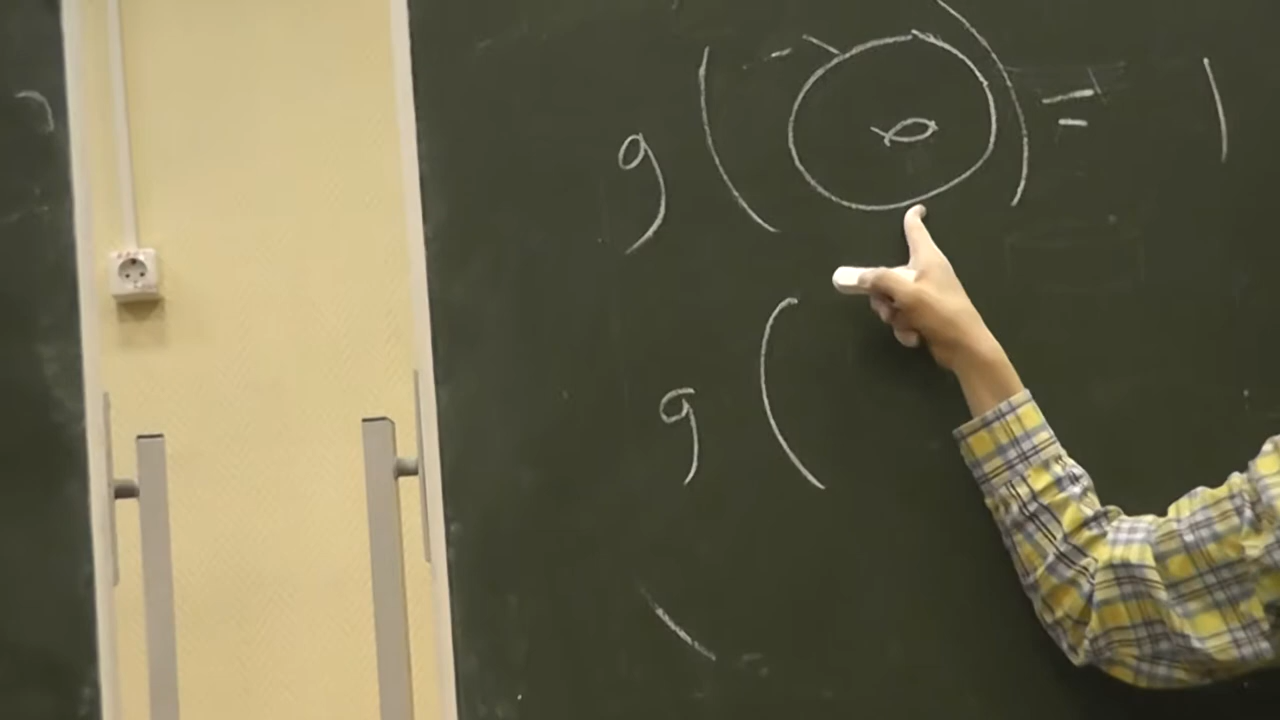 g ( ) = 1
g (